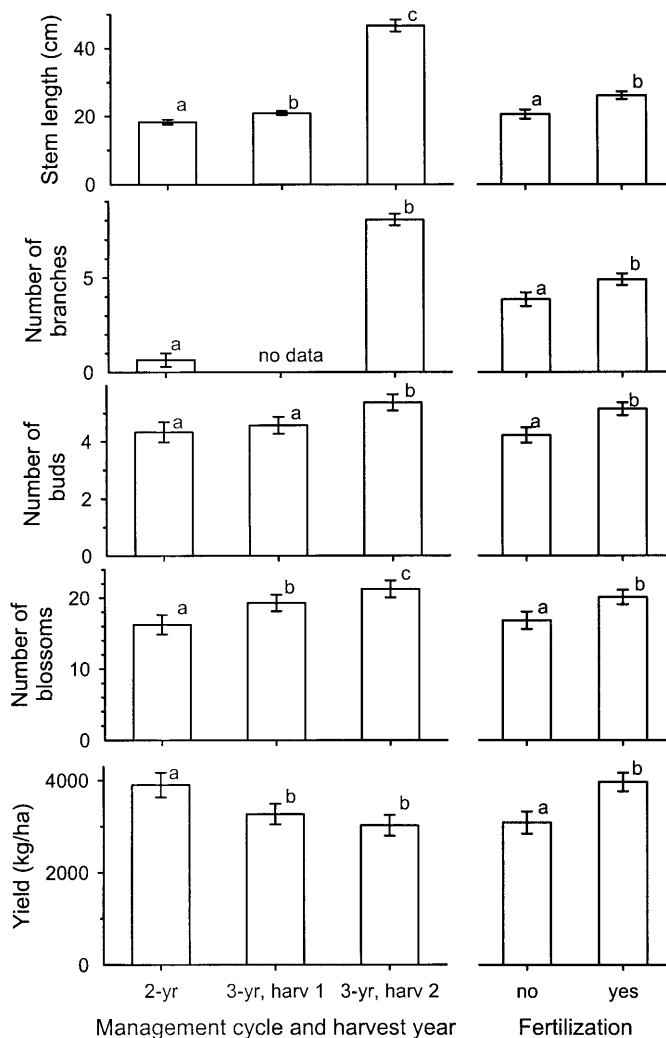 Stem length (cm)
40
20
0
a
b
c
a
b
Number of
branches
5
0
a
no data
b
a
b
Number of
buds
4
2
0
a
a
b
a
b
Number of
blossoms
20
10
0
a
b
c
a
b
Yield (kg/ha)
4000
2000
0
a
b
b
a
b
2-yr 3-yr, harv 1 3-yr, harv 2 no yes
Management cycle and harvest year Fertilization